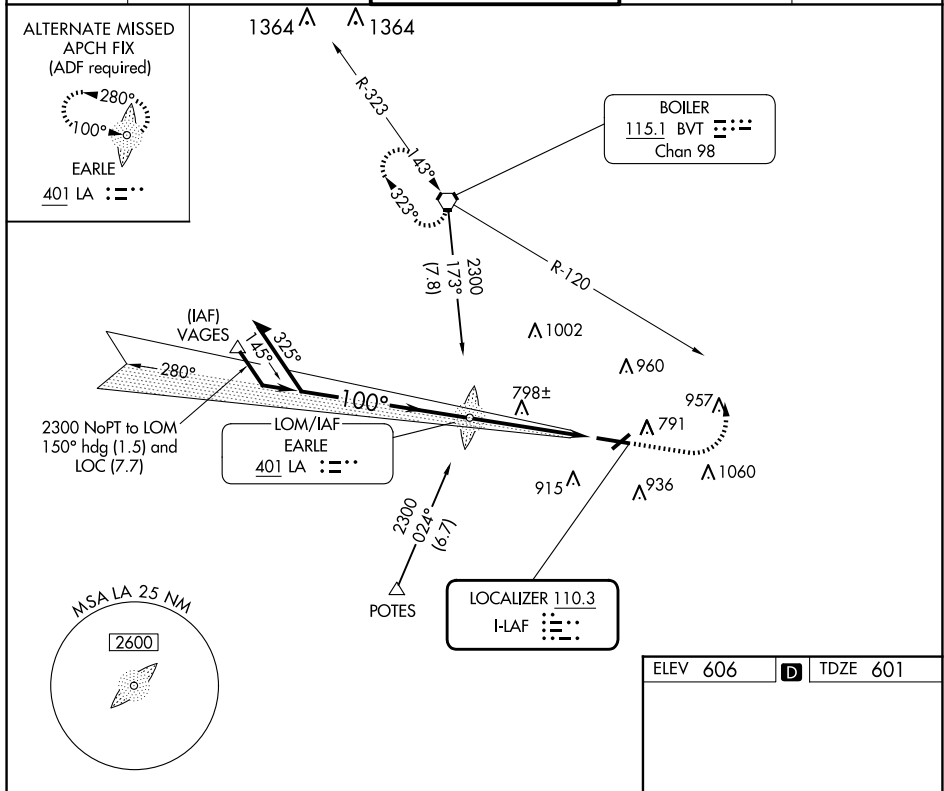 ALTERNATE MISSED
APCH FIX
(ADF required)
280°
100°
EARLE
401 LA
1364
1364
R-323
143°
323°
BOILER
115.1 BVT
Chan 98
2300
173°
(7.8)
R-120
1002
960
957
798±
791
(IAF)
VAGES
145°
325°
280°
100°
2300 NoPT to LOM
150° hdg (1.5) and
LOC (7.7)
LOM/IAF
EARLE
401 LA
915
936
1060
2300
024°
(6.7)
POTES
LOCALIZER 110.3
I-LAF
MSA LA 25 NM
2600
ELEV 606
D
TDZE 601